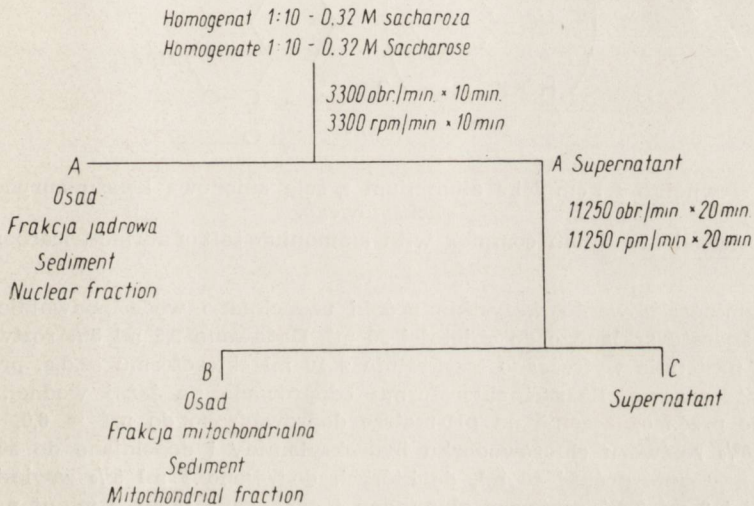 Homogenat 1:10 - 0,32 M sacharoza
Homogenate 1:10 - 0.32 M Saccharose
3300 obr./min. × 10 min.
3300 rpm/min × 10 min
A
Osad
Frakcja jądrowa
Sediment
Nuclear fraction
A Supernatant
11250 obr/min × 20 min
11250 rpm/min × 20 min
B
Osad
Frakcja mitochondrialna
Sediment
Mitochondrial fraction
C
Supernatant